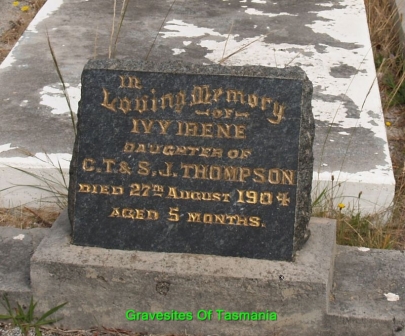 IN
Loving Memory
OF
IVY IRENE
DAUGHTER OF
C.T. & S.J. THOMPSON
DIED 27TH AUGUST 1904
AGED 5 MONTHS.
Gravesites Of Tasmania